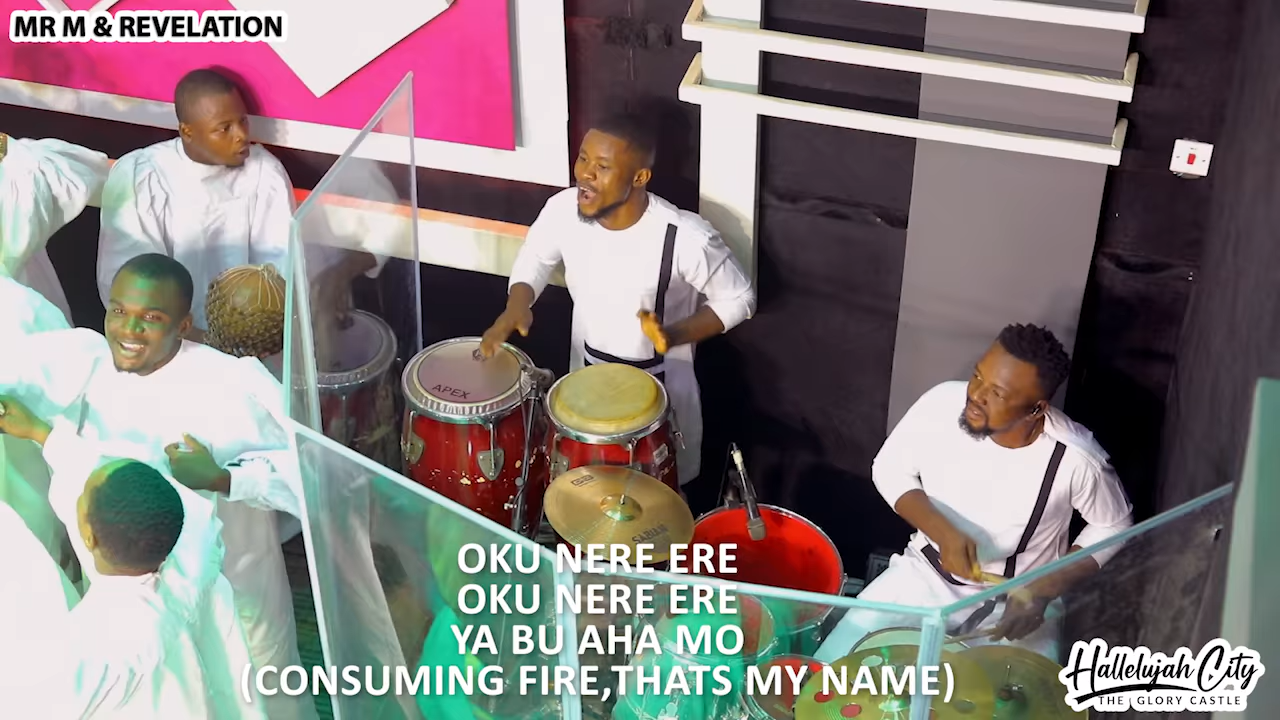 MR M & REVELATION
APEX
SABIAN
OKU NERE ERE
OKU NERE ERE
YA BU AHA MO
(CONSUMING FIRE,THATS MY NAME)
Hallelujah City
THE GLORY CASTLE